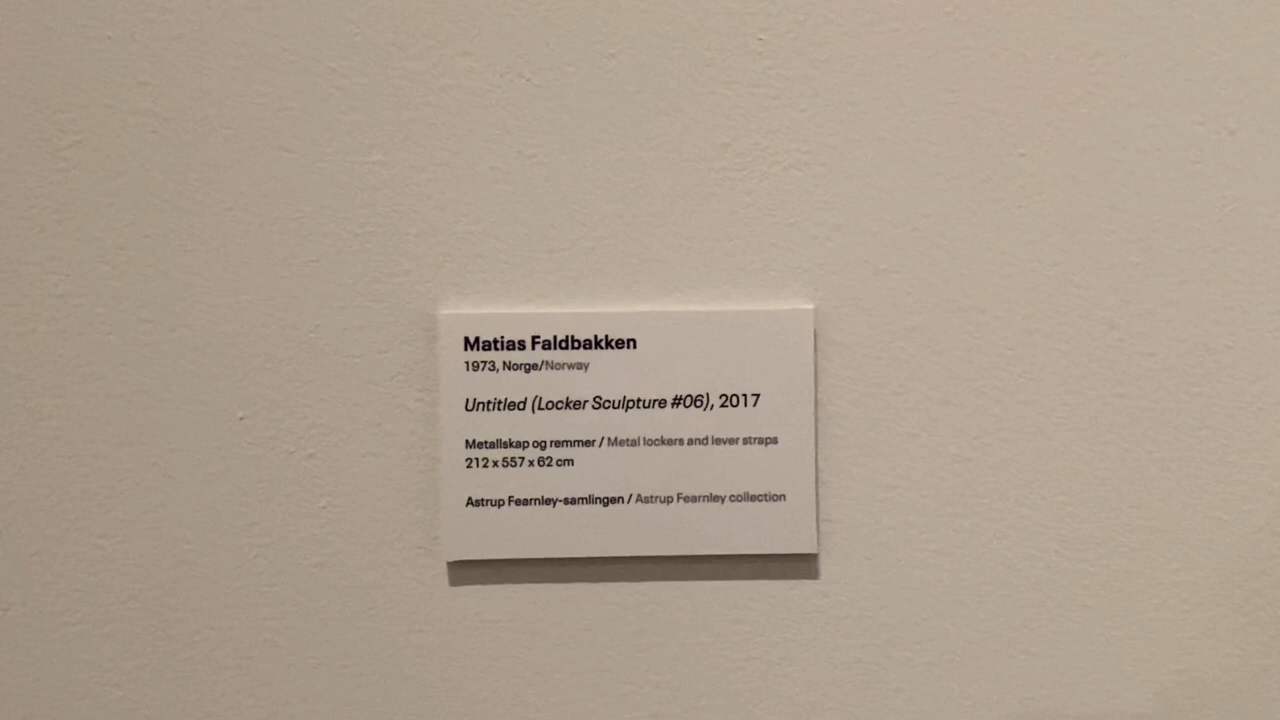 Matias Faldbakken
1973, Norge/Norway
Untitled (Locker Sculpture #06), 2017
Metallskap og remmer / Metal lockers and lever straps
212 x 557 x 62 cm
Astrup Fearnley-samlingen / Astrup Fearnley collection